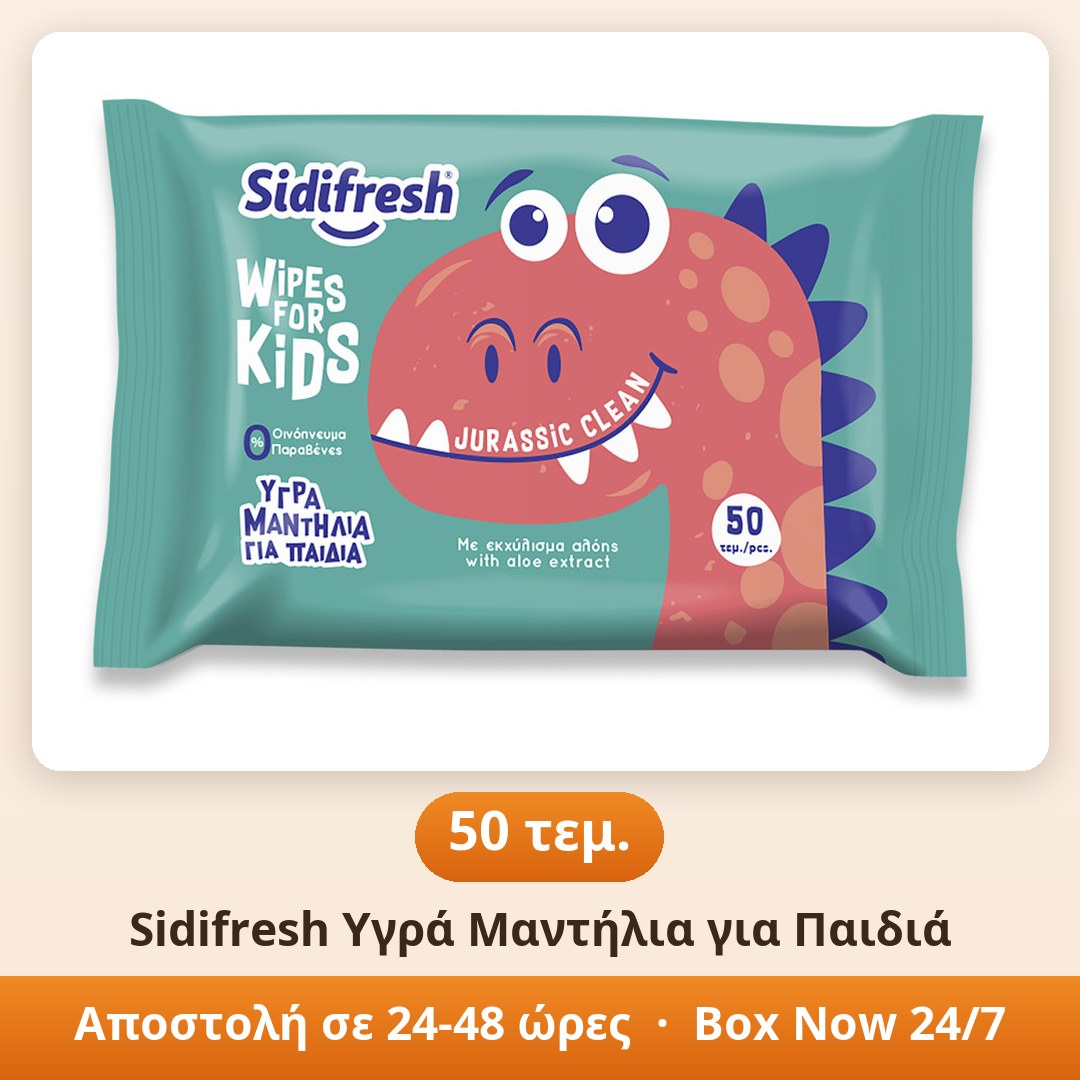 Sidifresh®
WiPES
FOR
KiDS
0% Οινόπνευμα
Παραβένες
ΥΓΡΑ
ΜΑΝΤΗΛΙΑ
ΓΙΑ ΠΑΙΔΙΑ
JURASSiC CLEAN
Με εκχύλισμα αλόης
with aloe extract
50
τεμ./pcs.
50 τεμ.
Sidifresh Υγρά Μαντήλια για Παιδιά
Αποστολή σε 24-48 ώρες · Box Now 24/7